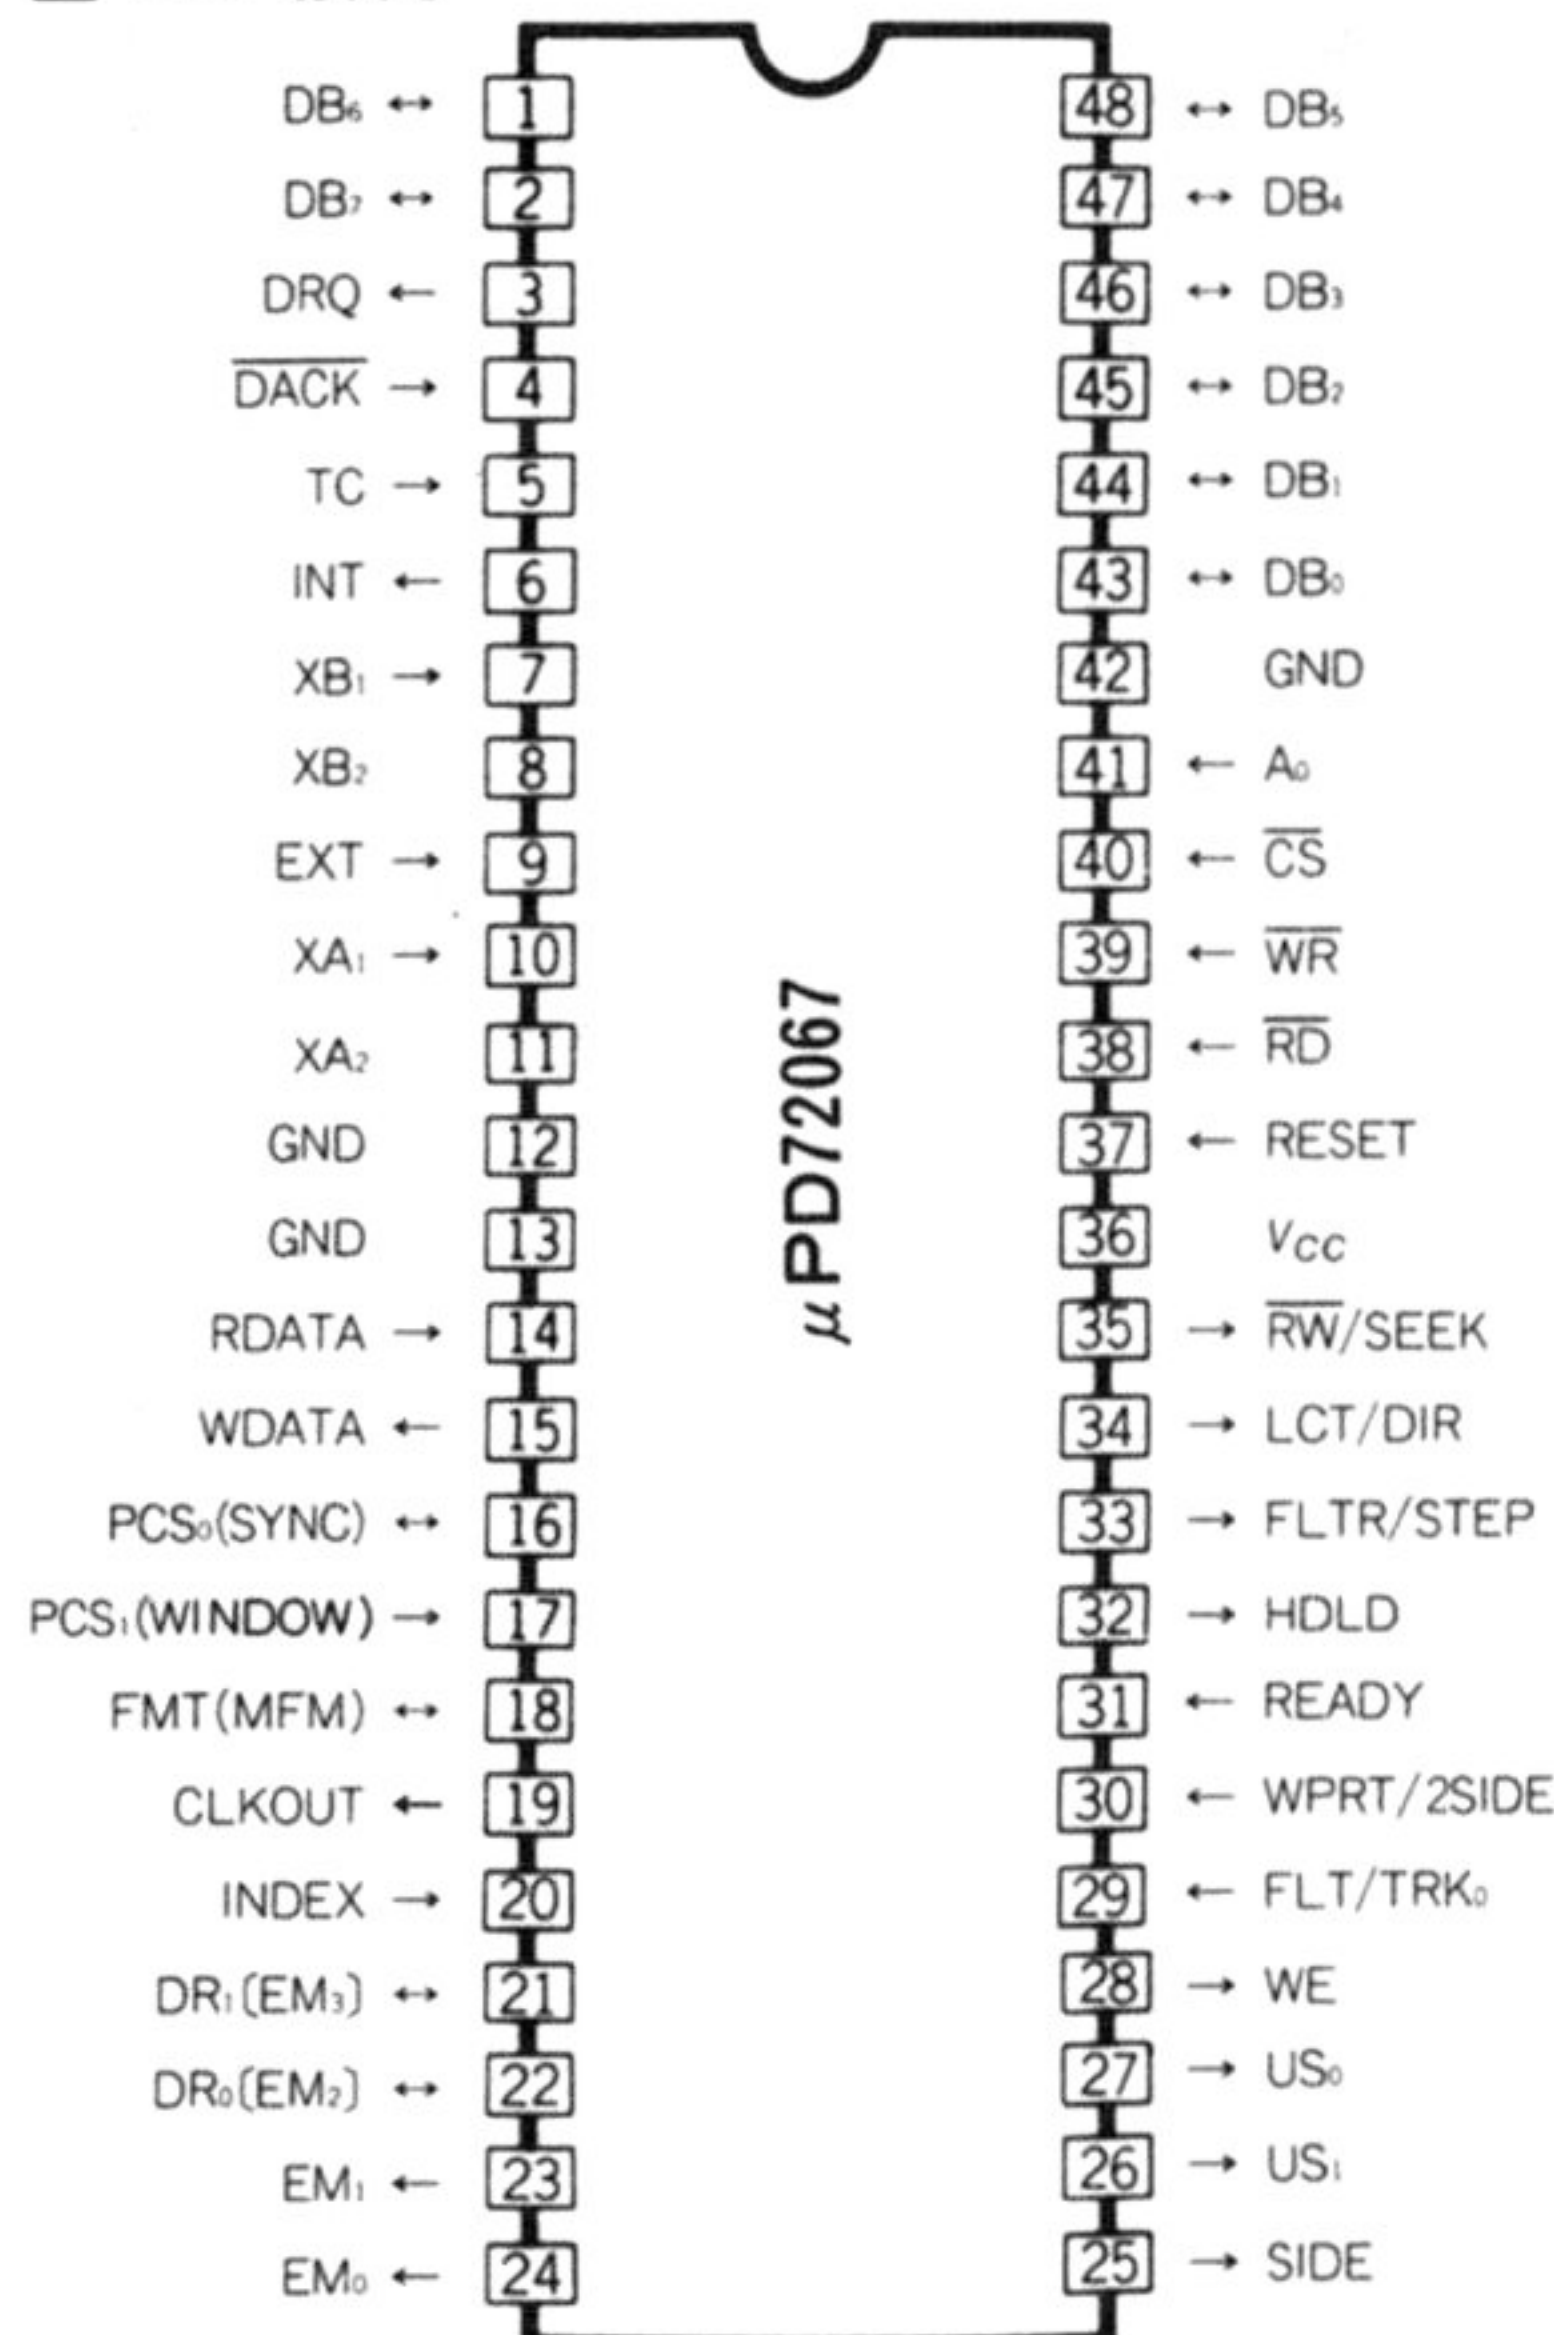 DB₆ ↔ 1 48 ↔ DB₅
DB₇ ↔ 2 47 ↔ DB₄
DRQ ← 3 46 ↔ DB₃
D̅A̅C̅K̅ → 4 45 ↔ DB₂
TC → 5 44 ↔ DB₁
INT ← 6 43 ↔ DB₀
XB₁ → 7 42 GND
XB₂ 8 41 ← A₀
EXT → 9 40 ← C̅S̅
XA₁ → 10 39 ← W̅R̅
XA₂ 11 38 ← R̅D̅
GND 12 37 ← RESET
GND 13 36 VCC
RDATA → 14 35 → R̅W̅/SEEK
WDATA ← 15 34 → LCT/DIR
PCS₀(SYNC) ↔ 16 33 → FLTR/STEP
PCS₁(WINDOW) → 17 32 → HDLD
FMT(MFM) ↔ 18 31 ← READY
CLKOUT ← 19 30 ← WPRT/2SIDE
INDEX → 20 29 ← FLT/TRK₀
DR₁(EM₃) ↔ 21 28 → WE
DR₀(EM₂) ↔ 22 27 → US₀
EM₁ ← 23 26 → US₁
EM₀ ← 24 25 → SIDE
μPD72067